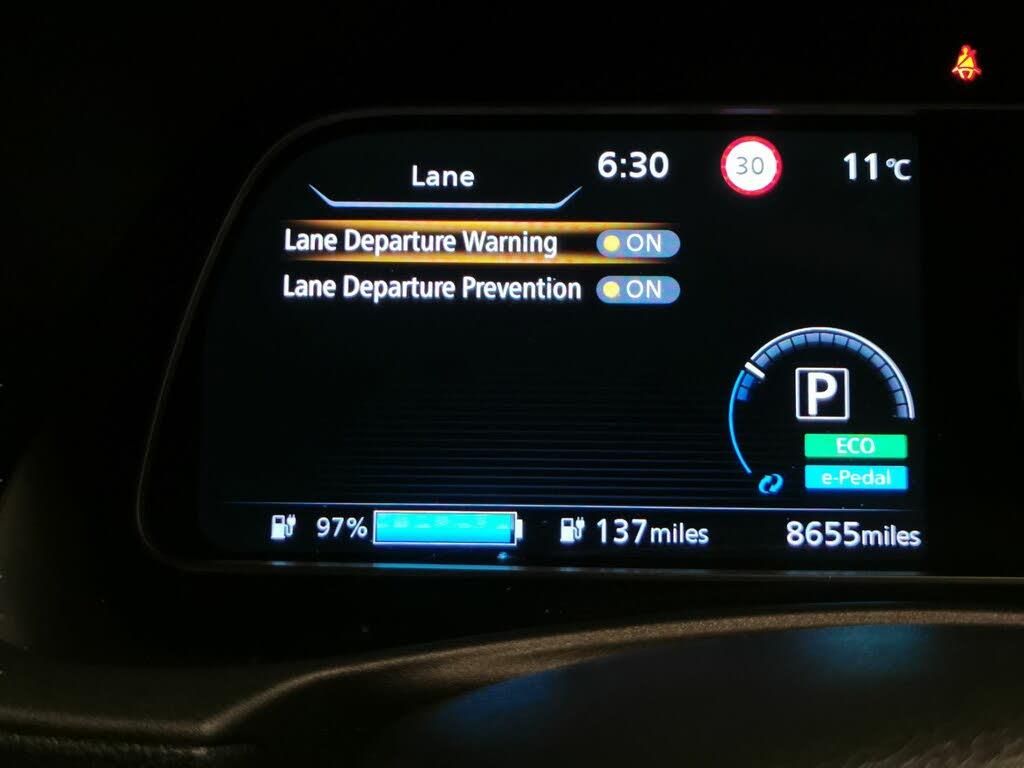 Lane
6:30
30
11°C
Lane Departure Warning ON
Lane Departure Prevention ON
P
ECO
e-Pedal
97%
137miles
8655miles